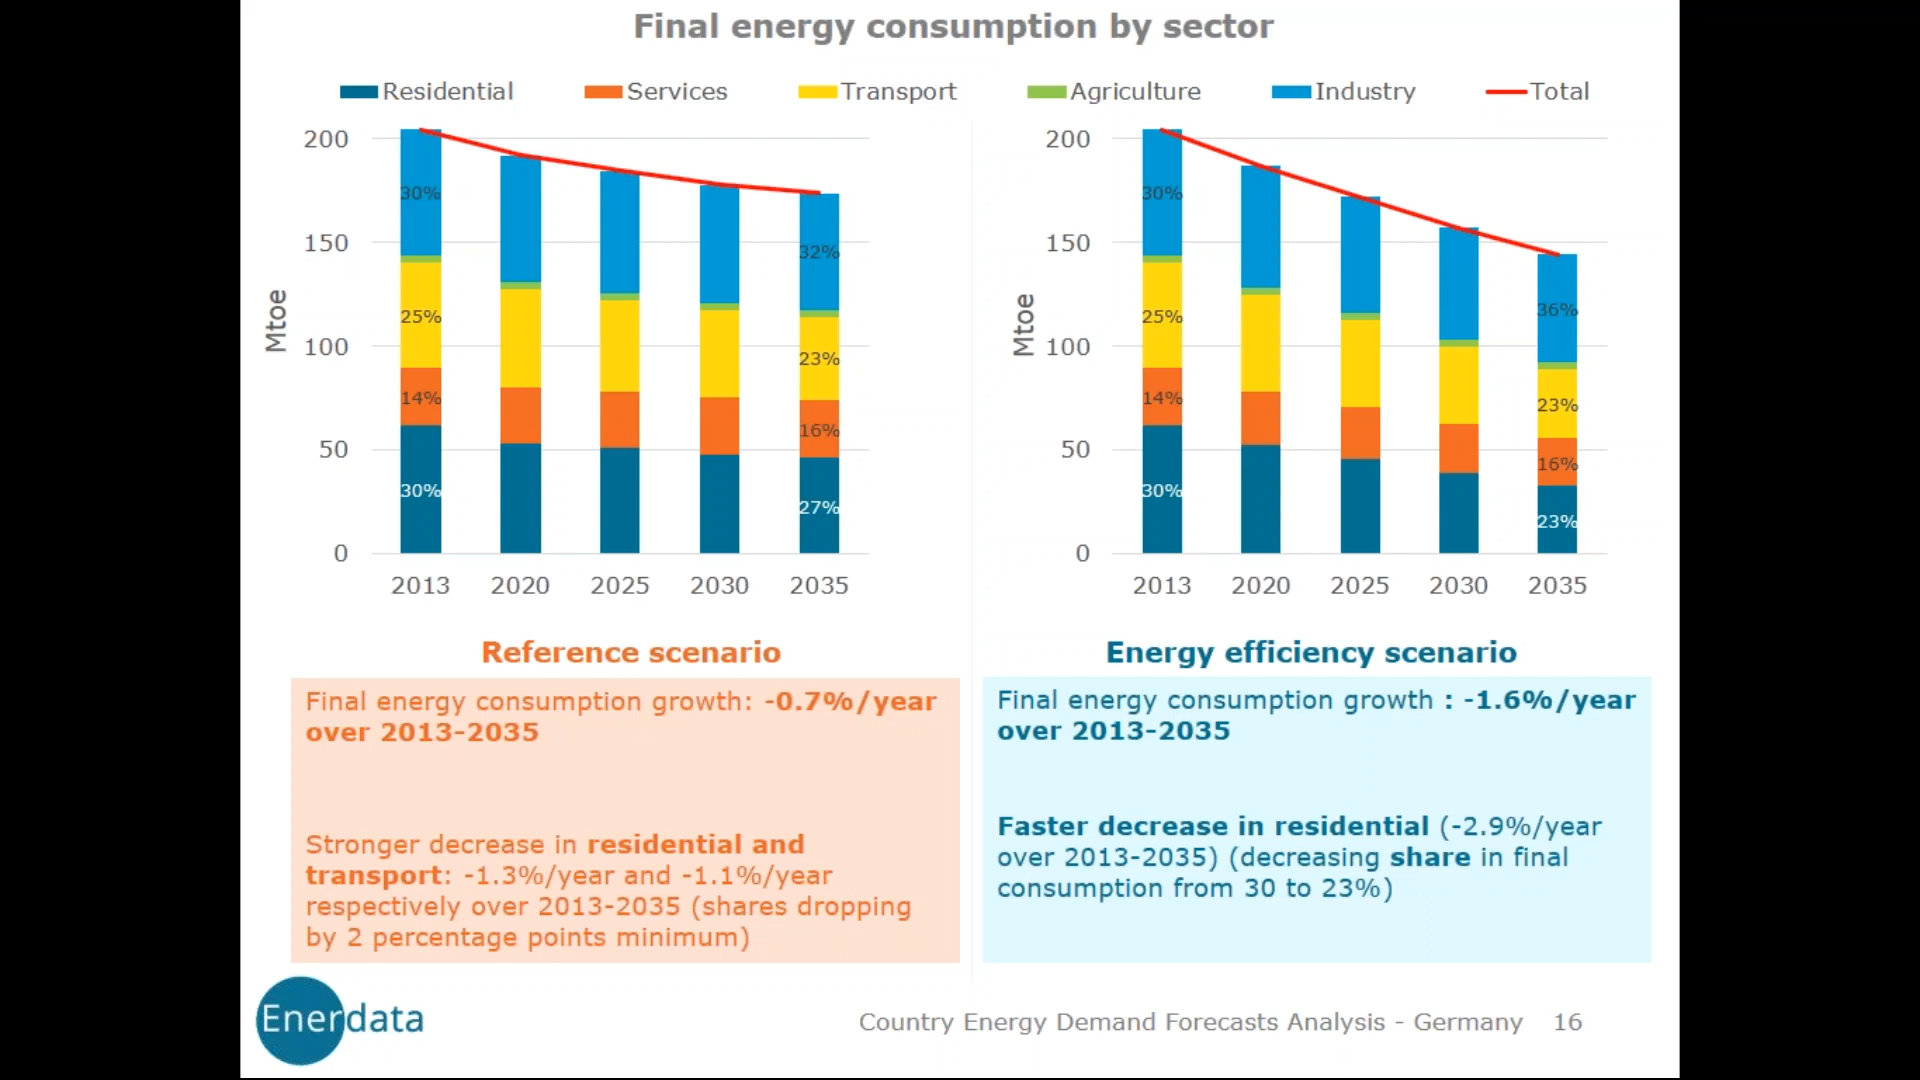 Final energy consumption by sector
Residential Services Transport Agriculture Industry Total
200
150
100
50
0
Mtoe
30%
25%
14%
30%
32%
23%
16%
27%
2013 2020 2025 2030 2035
200
150
100
50
0
Mtoe
30%
25%
14%
30%
36%
23%
16%
23%
2013 2020 2025 2030 2035
Reference scenario
Final energy consumption growth: -0.7%/year
over 2013-2035
Stronger decrease in residential and
transport: -1.3%/year and -1.1%/year
respectively over 2013-2035 (shares dropping
by 2 percentage points minimum)
Energy efficiency scenario
Final energy consumption growth : -1.6%/year
over 2013-2035
Faster decrease in residential (-2.9%/year
over 2013-2035) (decreasing share in final
consumption from 30 to 23%)
Enerdata
Country Energy Demand Forecasts Analysis - Germany 16